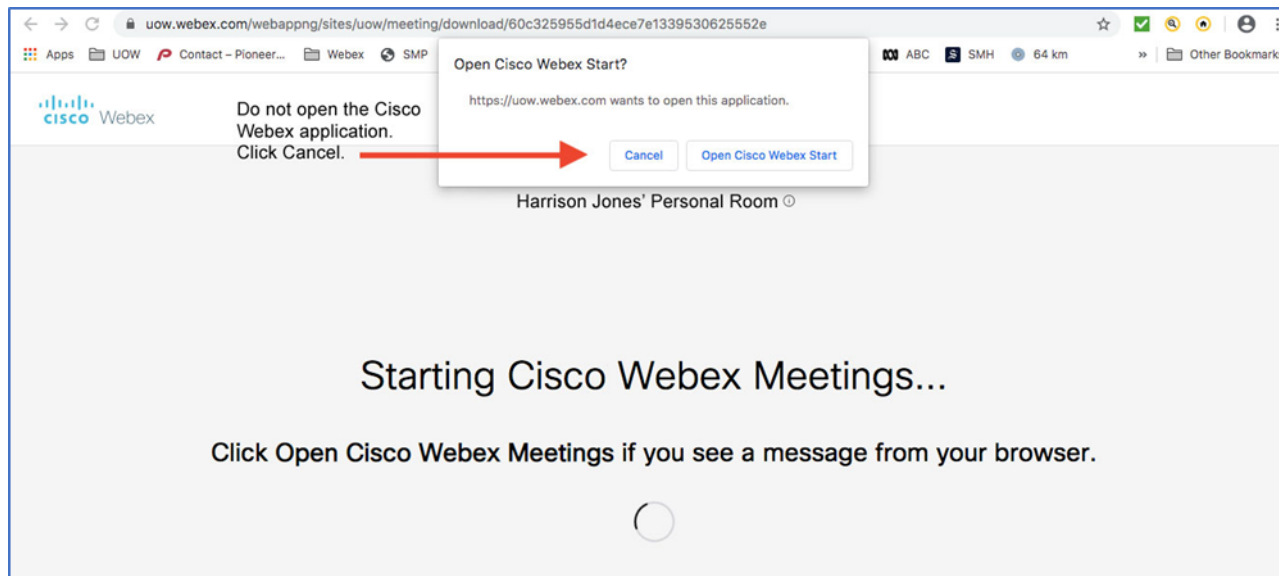 uow.webex.com/webappng/sites/uow/meeting/download/60c325955d1d4ece7e1339530625552e
Apps UOW Contact – Pioneer... Webex SMP ABC SMH 64 km » Other Bookmark
Open Cisco Webex Start?
https://uow.webex.com wants to open this application.
Cancel Open Cisco Webex Start
cisco Webex
Do not open the Cisco
Webex application.
Click Cancel.
Harrison Jones' Personal Room
Starting Cisco Webex Meetings...
Click Open Cisco Webex Meetings if you see a message from your browser.